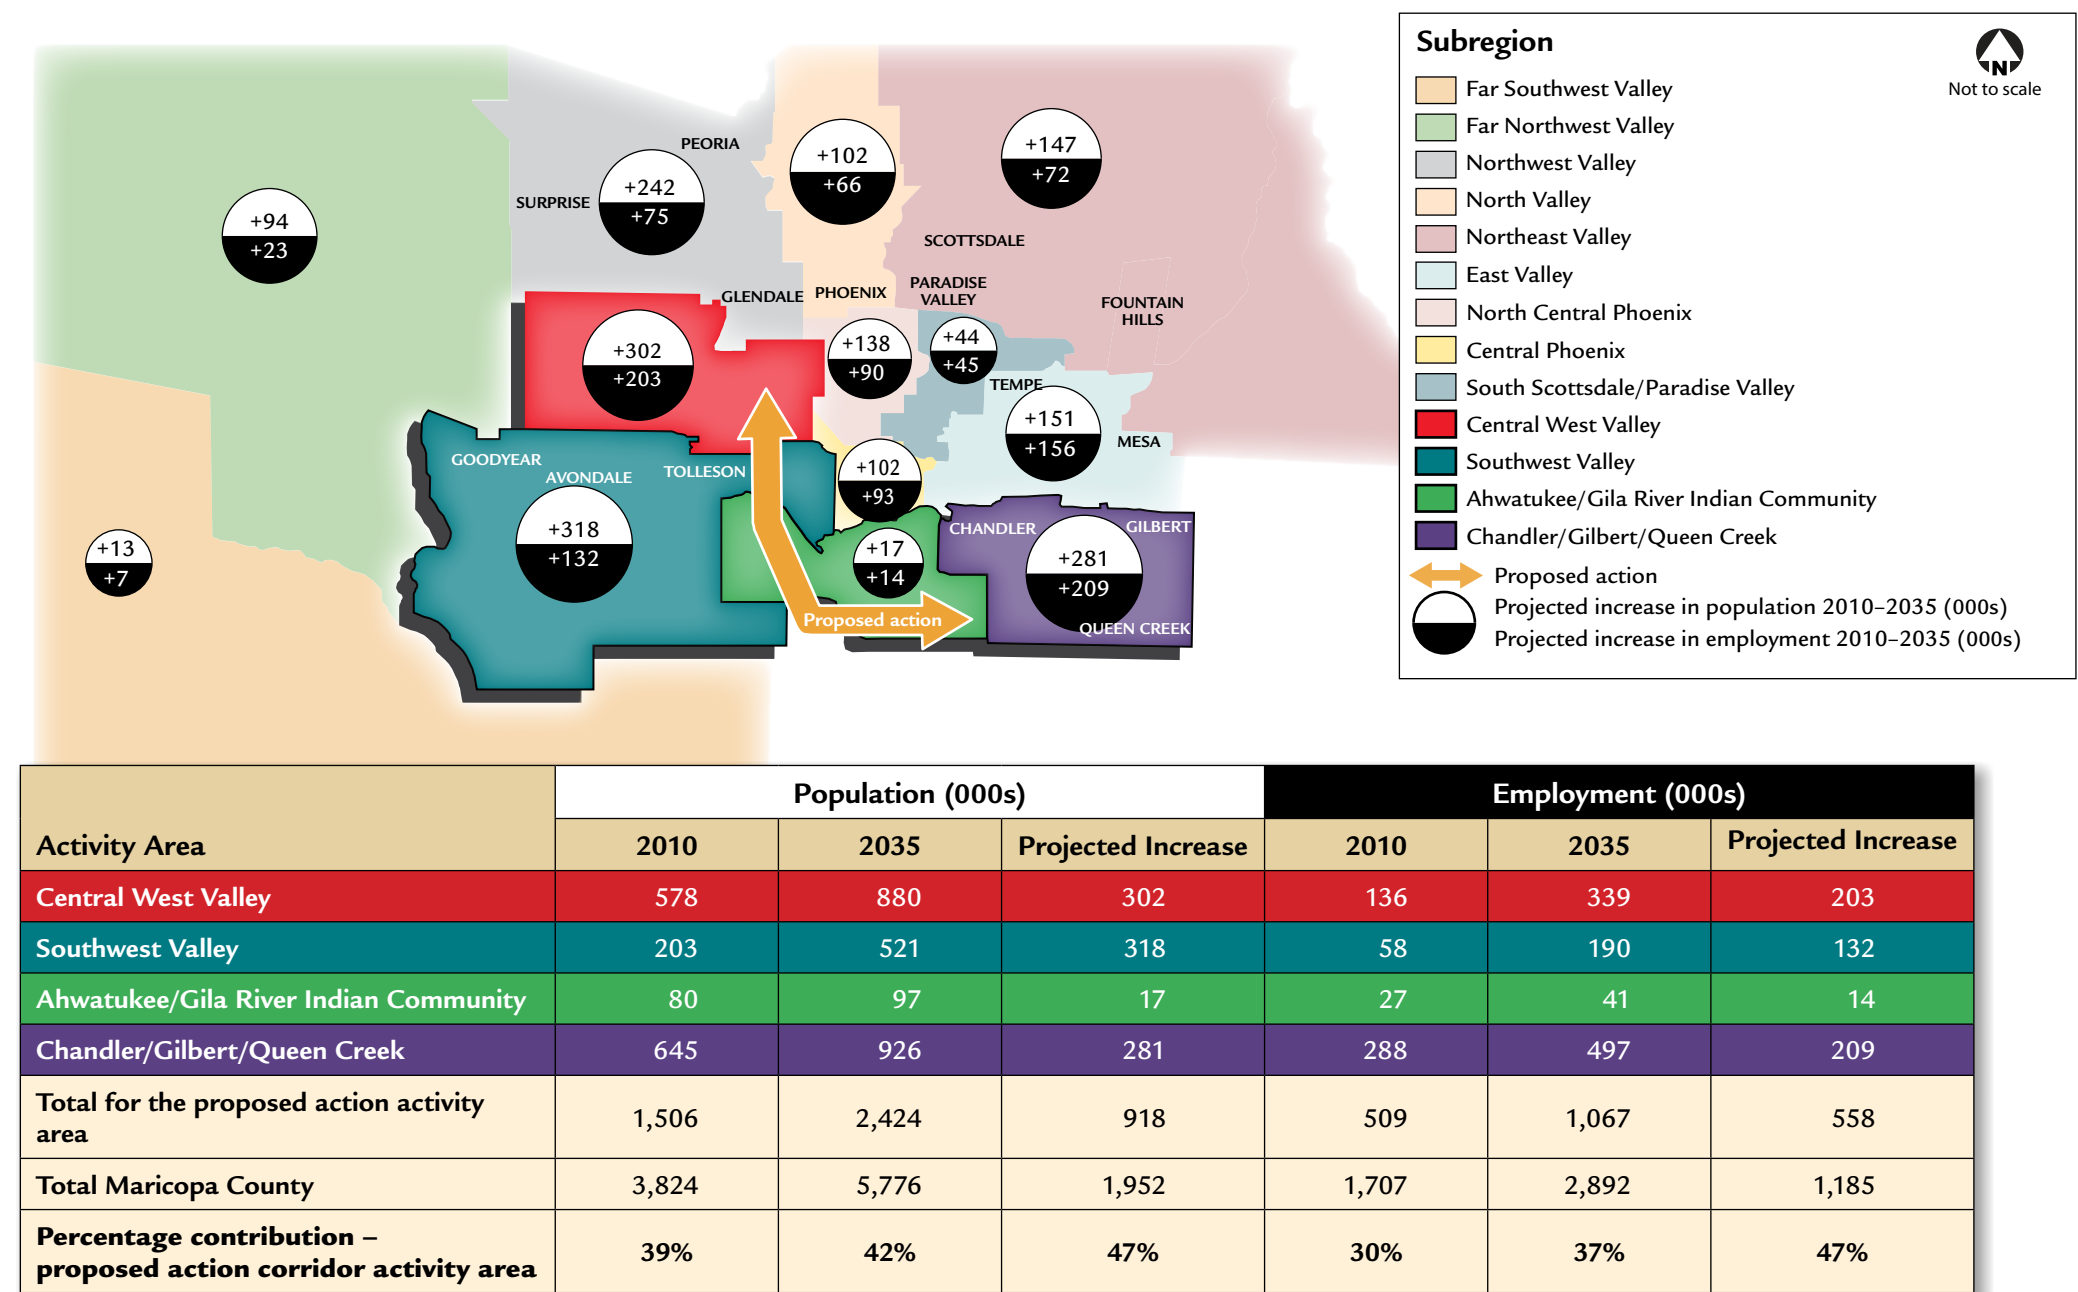 Subregion
N
Not to scale
Far Southwest Valley
Far Northwest Valley
Northwest Valley
North Valley
Northeast Valley
East Valley
North Central Phoenix
Central Phoenix
South Scottsdale/Paradise Valley
Central West Valley
Southwest Valley
Ahwatukee/Gila River Indian Community
Chandler/Gilbert/Queen Creek
Proposed action
Projected increase in population 2010–2035 (000s)
Projected increase in employment 2010–2035 (000s)
PEORIA
SURPRISE
+242
+75
+102
+66
+147
+72
+94
+23
SCOTTSDALE
GLENDALE
PHOENIX
PARADISE
VALLEY
FOUNTAIN
HILLS
+302
+203
+138
+90
+44
+45
TEMPE
+151
+156
MESA
GOODYEAR
AVONDALE
TOLLESON
+102
+93
+318
+132
CHANDLER
GILBERT
+13
+7
+17
+14
+281
+209
QUEEN CREEK
Proposed action
Population (000s) Employment (000s)
Activity Area 2010 2035 Projected Increase 2010 2035 Projected Increase
Central West Valley 578 880 302 136 339 203
Southwest Valley 203 521 318 58 190 132
Ahwatukee/Gila River Indian Community 80 97 17 27 41 14
Chandler/Gilbert/Queen Creek 645 926 281 288 497 209
Total for the proposed action activity
area 1,506 2,424 918 509 1,067 558
Total Maricopa County 3,824 5,776 1,952 1,707 2,892 1,185
Percentage contribution –
proposed action corridor activity area 39% 42% 47% 30% 37% 47%